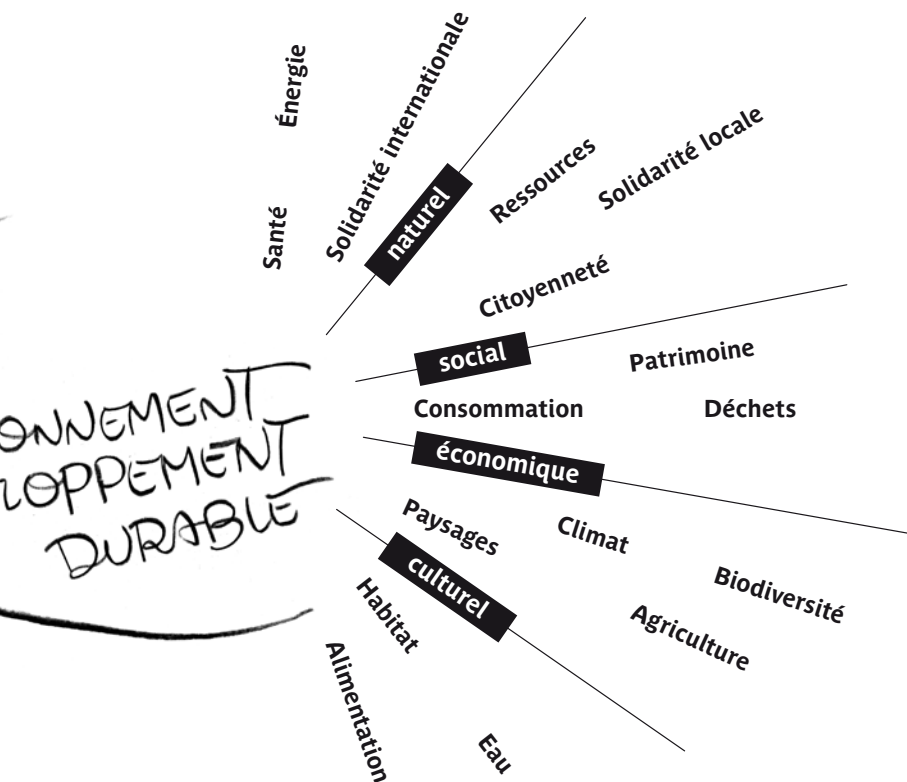 Énergie
Santé
Solidarité internationale
naturel
Ressources
Solidarité locale
Citoyenneté
social
Patrimoine
Consommation
Déchets
économique
ONNEMENT
LOPPEMENT
DURABLE
Paysages
Climat
culturel
Biodiversité
Agriculture
Habitat
Alimentation
Eau